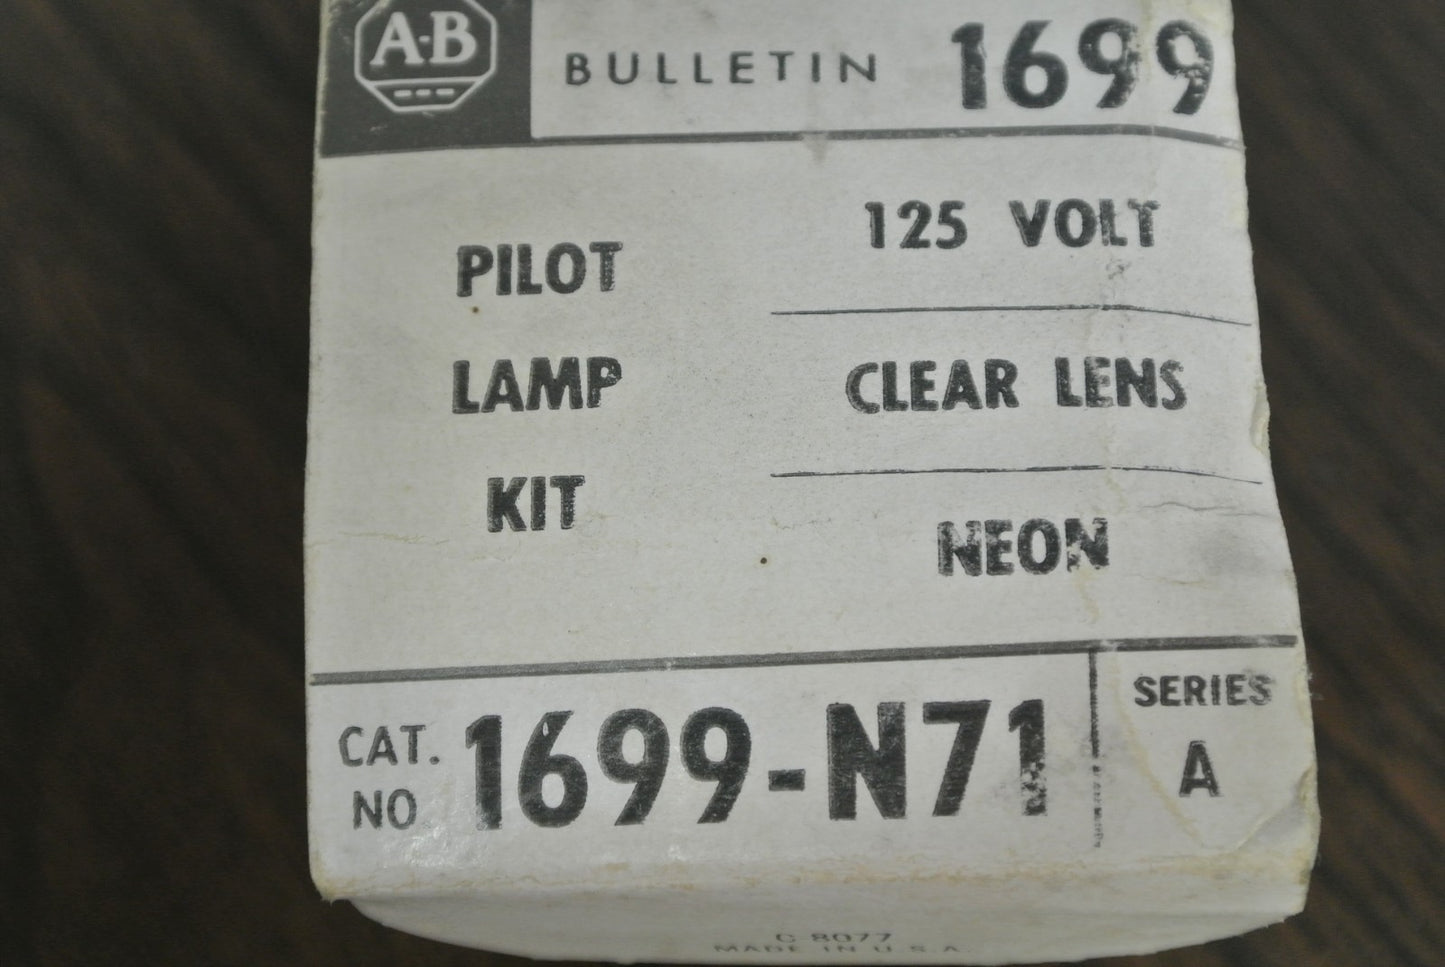 A-B
BULLETIN 1699
PILOT
LAMP
KIT
125 VOLT
CLEAR LENS
NEON
CAT.
NO
1699-N71
SERIES
A
C 8077
MADE IN U.S.A.